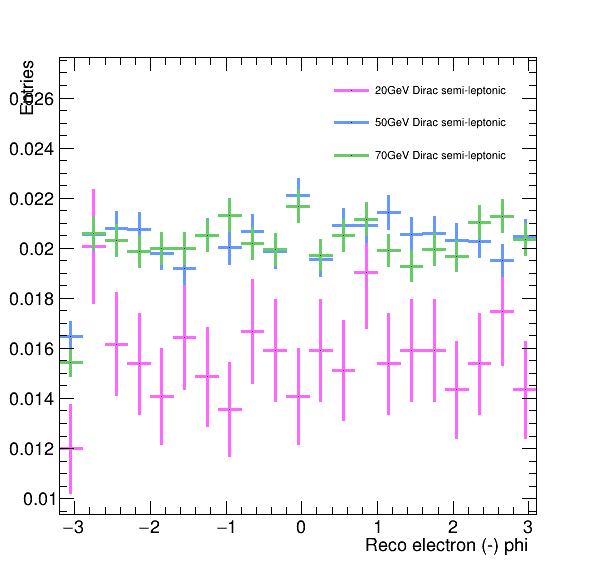 Entries
0.026
0.024
0.022
0.02
0.018
0.016
0.014
0.012
0.01
20GeV Dirac semi-leptonic
50GeV Dirac semi-leptonic
70GeV Dirac semi-leptonic
−3 −2 −1 0 1 2 3
Reco electron (-) phi